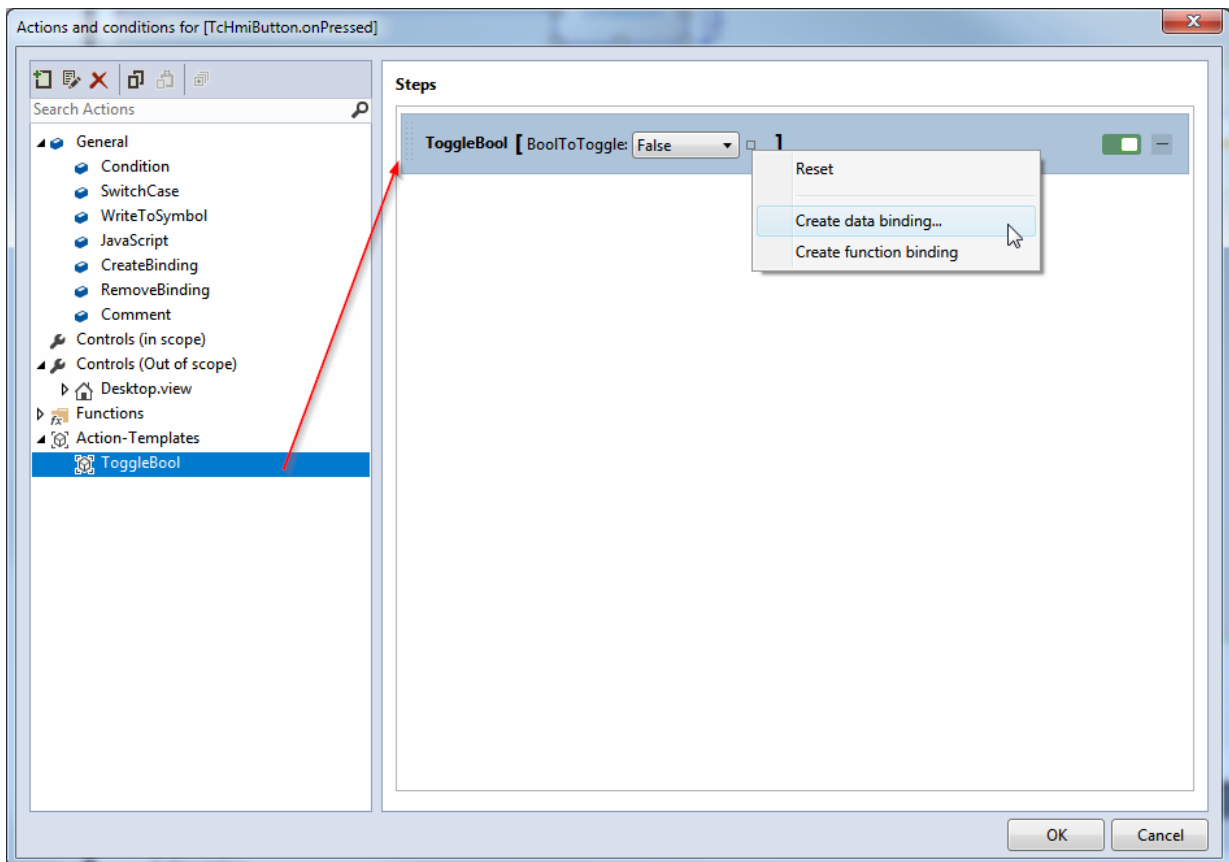 Actions and conditions for [TcHmiButton.onPressed]
Search Actions
General
Condition
SwitchCase
WriteToSymbol
JavaScript
CreateBinding
RemoveBinding
Comment
Controls (in scope)
Controls (Out of scope)
Desktop.view
Functions
Action-Templates
ToggleBool
Steps
ToggleBool [ BoolToToggle: False ]
Reset
Create data binding...
Create function binding
OK
Cancel